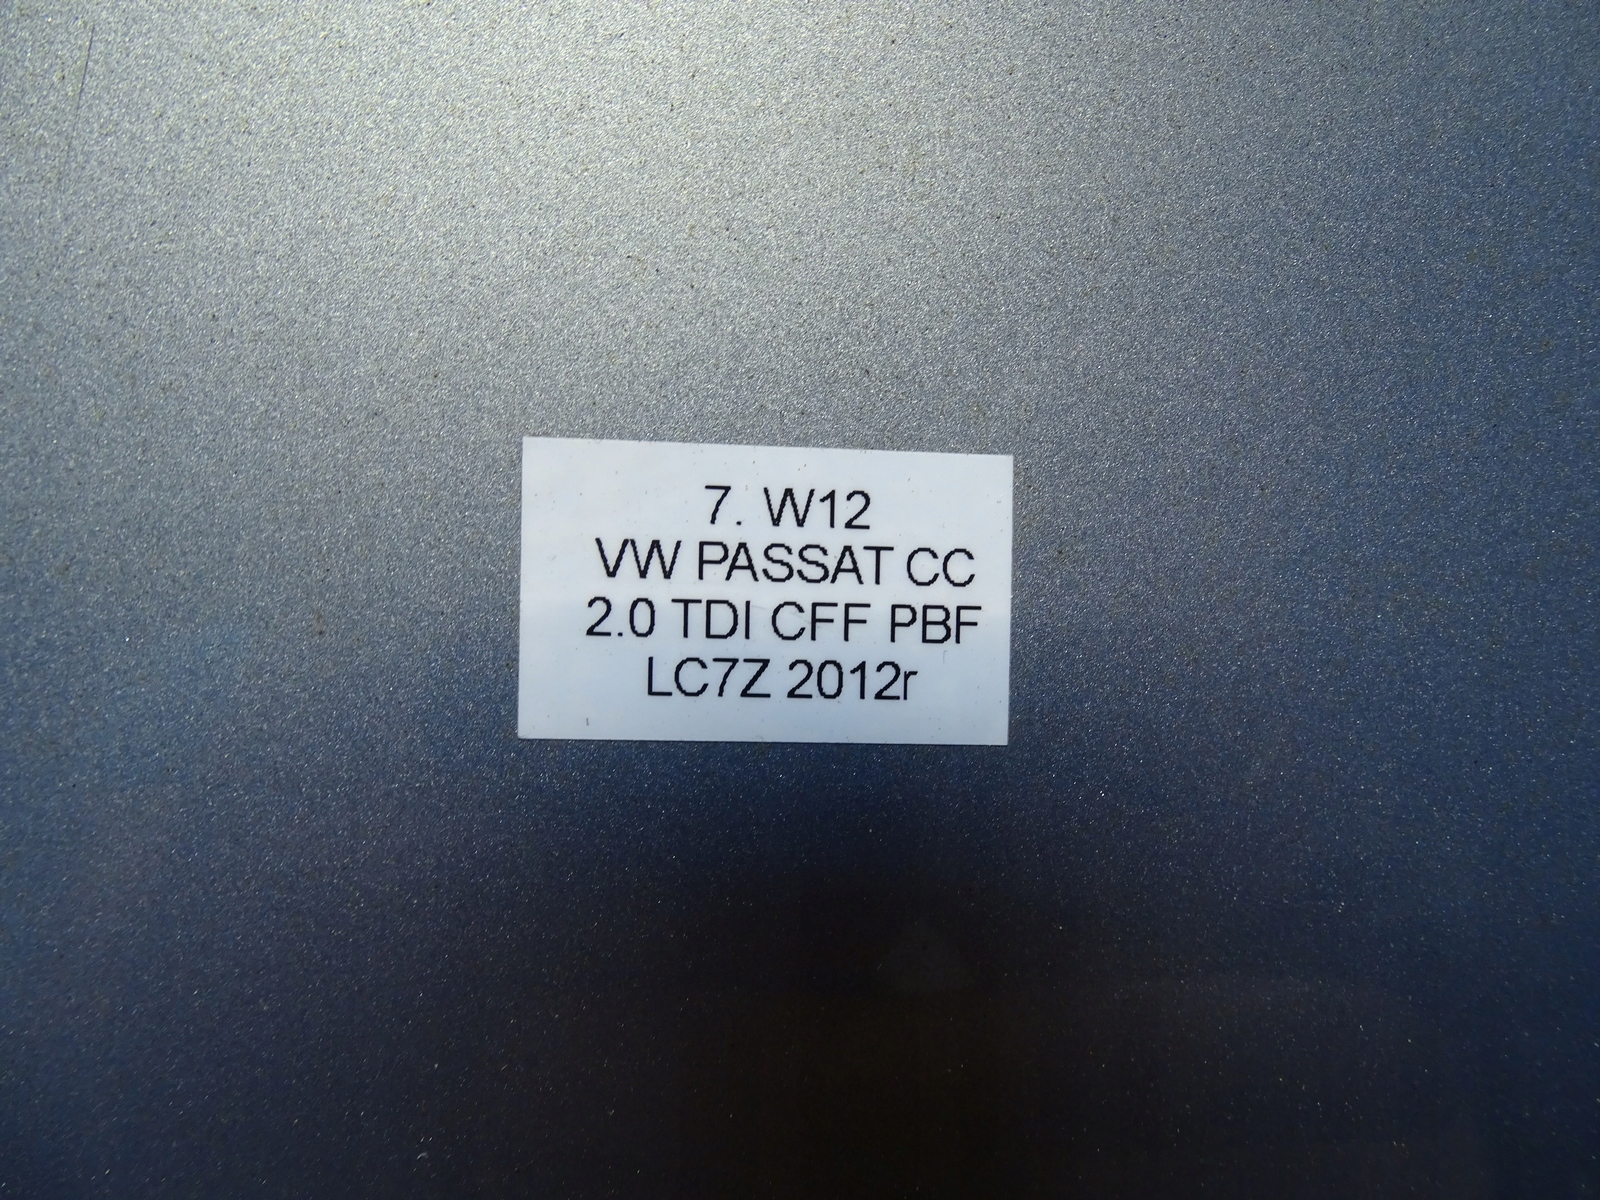 7. W12
VW PASSAT CC
2.0 TDI CFF PBF
LC7Z 2012r